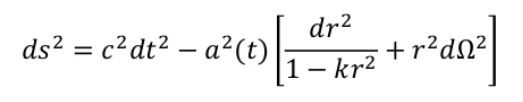 ds² = c²dt² − a²(t) [ dr² / (1 − kr²) + r²dΩ² ]